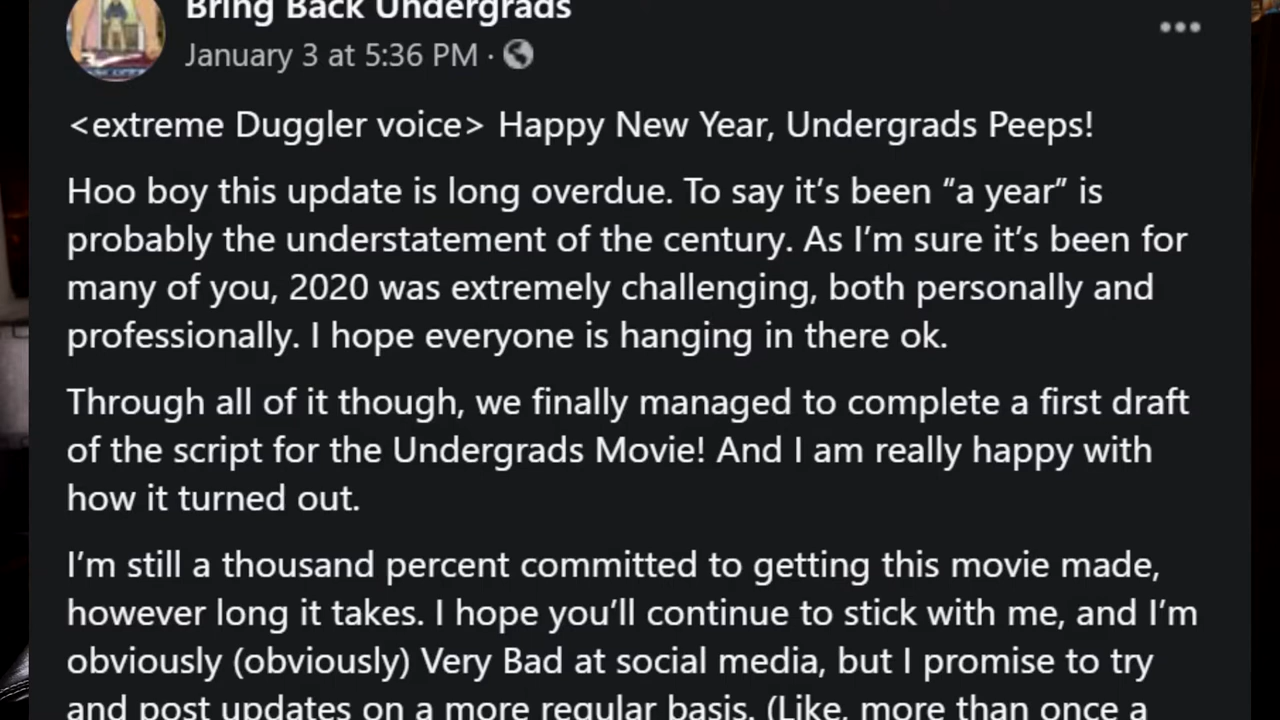 Bring Back Undergrads
January 3 at 5:36 PM ·
<extreme Duggler voice> Happy New Year, Undergrads Peeps!
Hoo boy this update is long overdue. To say it’s been “a year” is
probably the understatement of the century. As I’m sure it’s been for
many of you, 2020 was extremely challenging, both personally and
professionally. I hope everyone is hanging in there ok.
Through all of it though, we finally managed to complete a first draft
of the script for the Undergrads Movie! And I am really happy with
how it turned out.
I’m still a thousand percent committed to getting this movie made,
however long it takes. I hope you’ll continue to stick with me, and I’m
obviously (obviously) Very Bad at social media, but I promise to try
and post updates on a more regular basis. (Like, more than once a